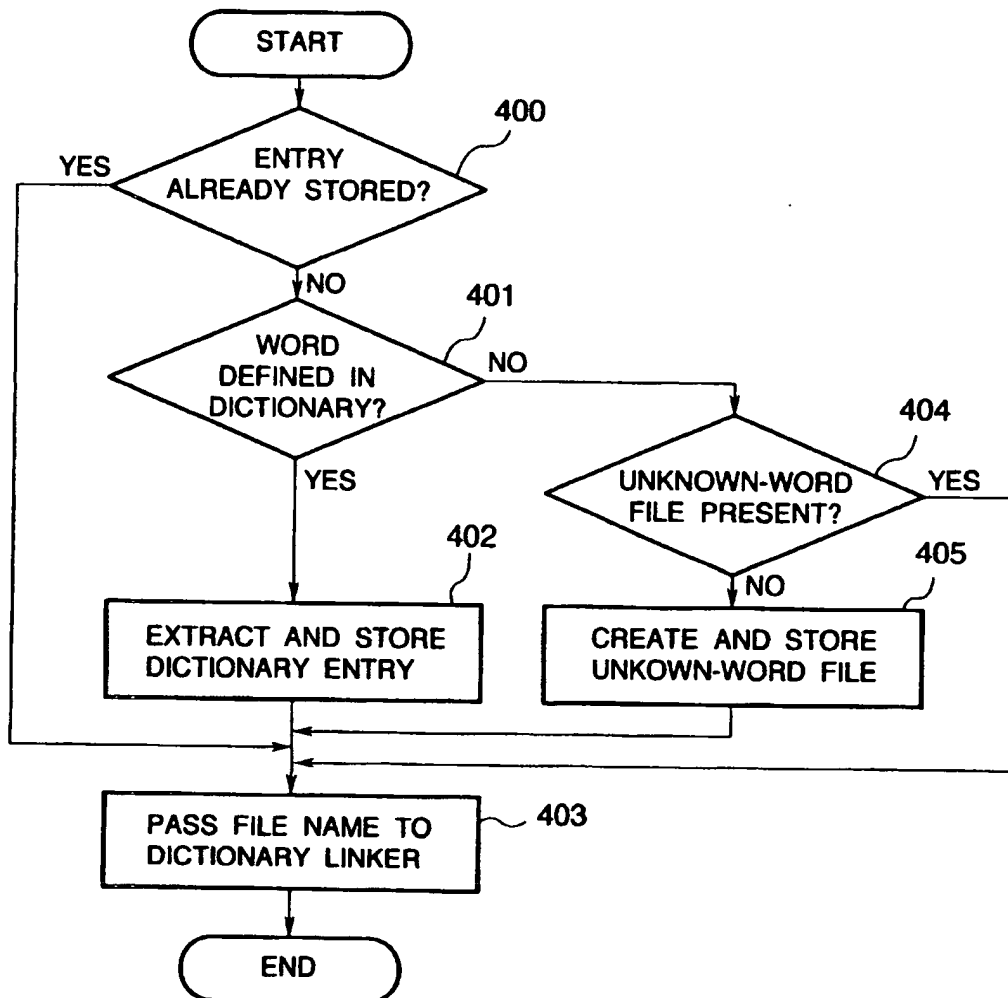 START
400
YES
ENTRY
ALREADY STORED?
NO
401
WORD
DEFINED IN
DICTIONARY?
NO
404
YES
UNKNOWN-WORD
FILE PRESENT?
YES
402
NO
405
EXTRACT AND STORE
DICTIONARY ENTRY
CREATE AND STORE
UNKOWN-WORD FILE
PASS FILE NAME TO
DICTIONARY LINKER
403
END